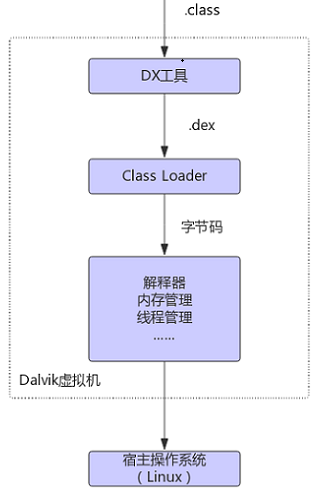 .class
DX工具
.dex
Class Loader
字节码
解释器
内存管理
线程管理
……
Dalvik虚拟机
宿主操作系统
（Linux）